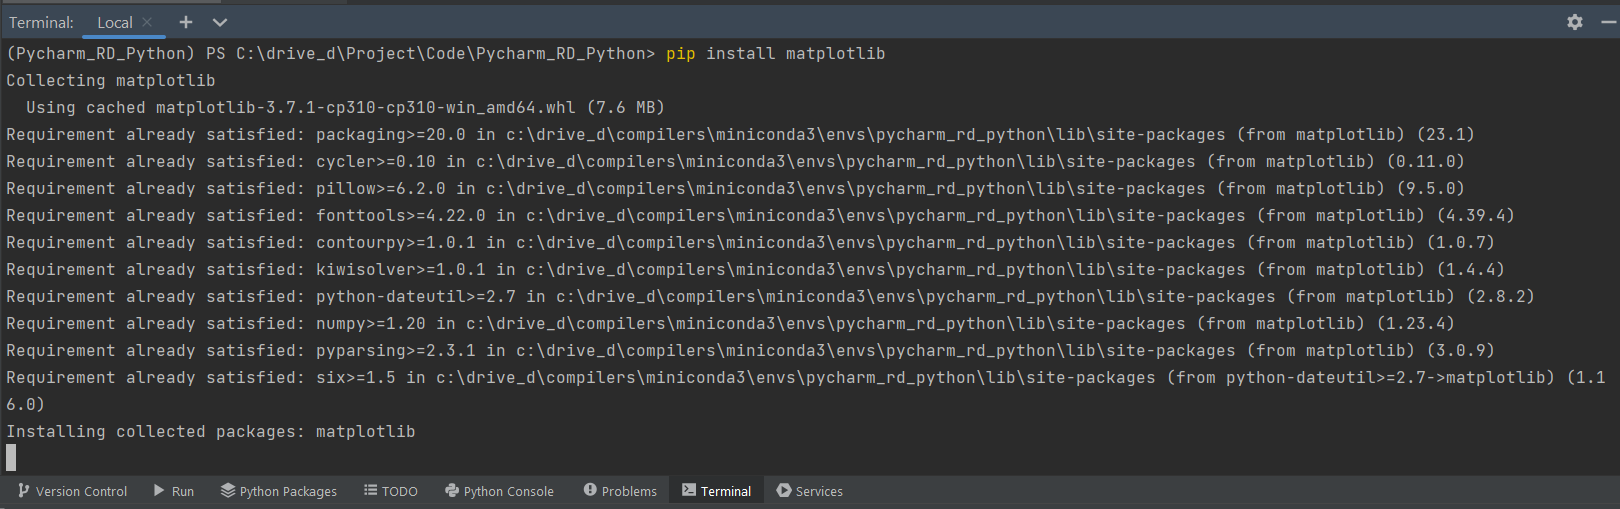 Terminal: Local × +
(Pycharm_RD_Python) PS C:\drive_d\Project\Code\Pycharm_RD_Python> pip install matplotlib
Collecting matplotlib
  Using cached matplotlib-3.7.1-cp310-cp310-win_amd64.whl (7.6 MB)
Requirement already satisfied: packaging>=20.0 in c:\drive_d\compilers\miniconda3\envs\pycharm_rd_python\lib\site-packages (from matplotlib) (23.1)
Requirement already satisfied: cycler>=0.10 in c:\drive_d\compilers\miniconda3\envs\pycharm_rd_python\lib\site-packages (from matplotlib) (0.11.0)
Requirement already satisfied: pillow>=6.2.0 in c:\drive_d\compilers\miniconda3\envs\pycharm_rd_python\lib\site-packages (from matplotlib) (9.5.0)
Requirement already satisfied: fonttools>=4.22.0 in c:\drive_d\compilers\miniconda3\envs\pycharm_rd_python\lib\site-packages (from matplotlib) (4.39.4)
Requirement already satisfied: contourpy>=1.0.1 in c:\drive_d\compilers\miniconda3\envs\pycharm_rd_python\lib\site-packages (from matplotlib) (1.0.7)
Requirement already satisfied: kiwisolver>=1.0.1 in c:\drive_d\compilers\miniconda3\envs\pycharm_rd_python\lib\site-packages (from matplotlib) (1.4.4)
Requirement already satisfied: python-dateutil>=2.7 in c:\drive_d\compilers\miniconda3\envs\pycharm_rd_python\lib\site-packages (from matplotlib) (2.8.2)
Requirement already satisfied: numpy>=1.20 in c:\drive_d\compilers\miniconda3\envs\pycharm_rd_python\lib\site-packages (from matplotlib) (1.23.4)
Requirement already satisfied: pyparsing>=2.3.1 in c:\drive_d\compilers\miniconda3\envs\pycharm_rd_python\lib\site-packages (from matplotlib) (3.0.9)
Requirement already satisfied: six>=1.5 in c:\drive_d\compilers\miniconda3\envs\pycharm_rd_python\lib\site-packages (from python-dateutil>=2.7->matplotlib) (1.1
6.0)
Installing collected packages: matplotlib
Version Control Run Python Packages TODO Python Console Problems Terminal Services